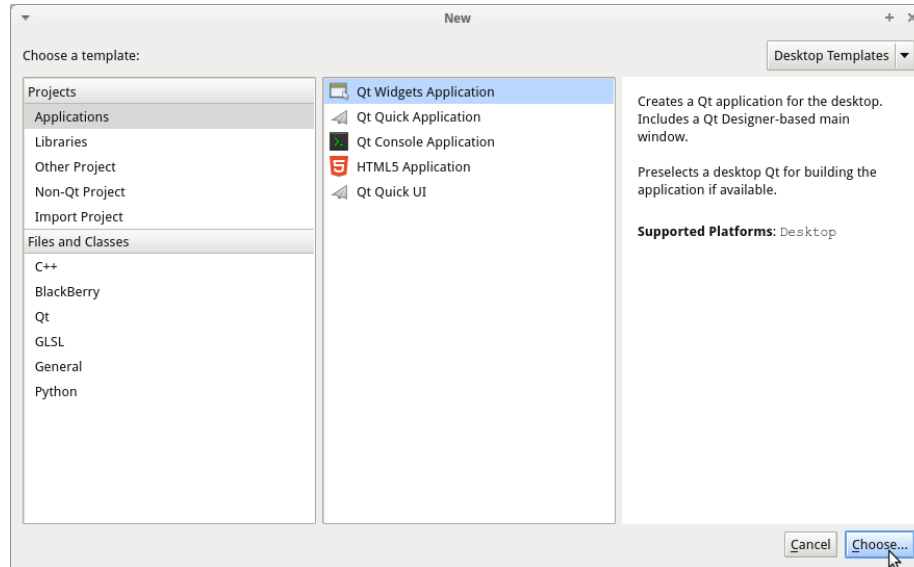 New
Choose a template:
Desktop Templates
Projects
Applications
Libraries
Other Project
Non-Qt Project
Import Project
Files and Classes
C++
BlackBerry
Qt
GLSL
General
Python
Qt Widgets Application
Qt Quick Application
Qt Console Application
HTML5 Application
Qt Quick UI
Creates a Qt application for the desktop.
Includes a Qt Designer-based main
window.
Preselects a desktop Qt for building the
application if available.
Supported Platforms: Desktop
Cancel
Choose...